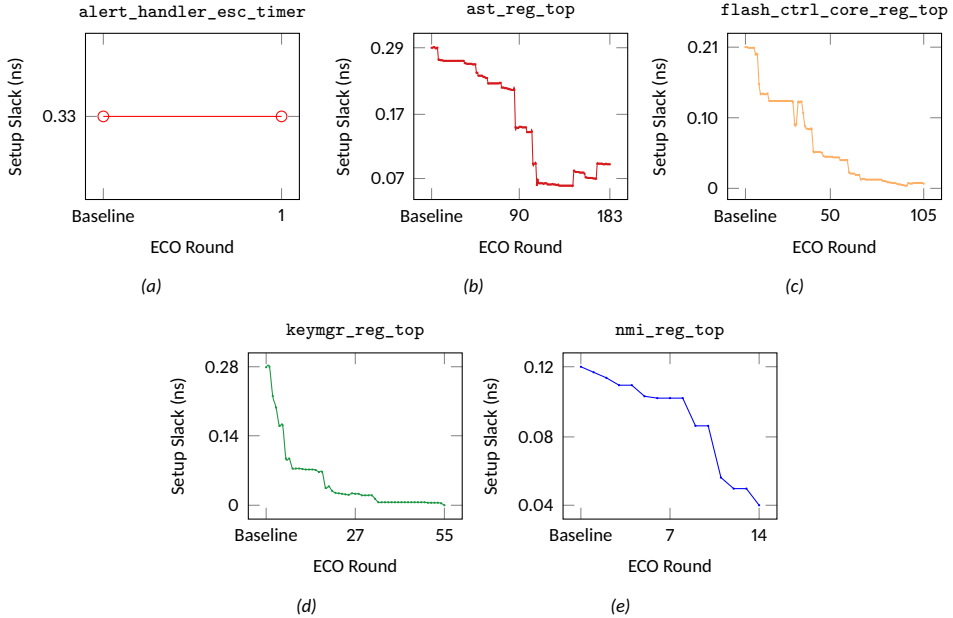 alert_handler_esc_timer
Setup Slack (ns)
0.33
Baseline 1
ECO Round
(a)
ast_reg_top
Setup Slack (ns)
0.29
0.17
0.07
Baseline 90 183
ECO Round
(b)
flash_ctrl_core_reg_top
Setup Slack (ns)
0.21
0.10
0
Baseline 50 105
ECO Round
(c)
keymgr_reg_top
Setup Slack (ns)
0.28
0.14
0
Baseline 27 55
ECO Round
(d)
nmi_reg_top
Setup Slack (ns)
0.12
0.08
0.04
Baseline 7 14
ECO Round
(e)